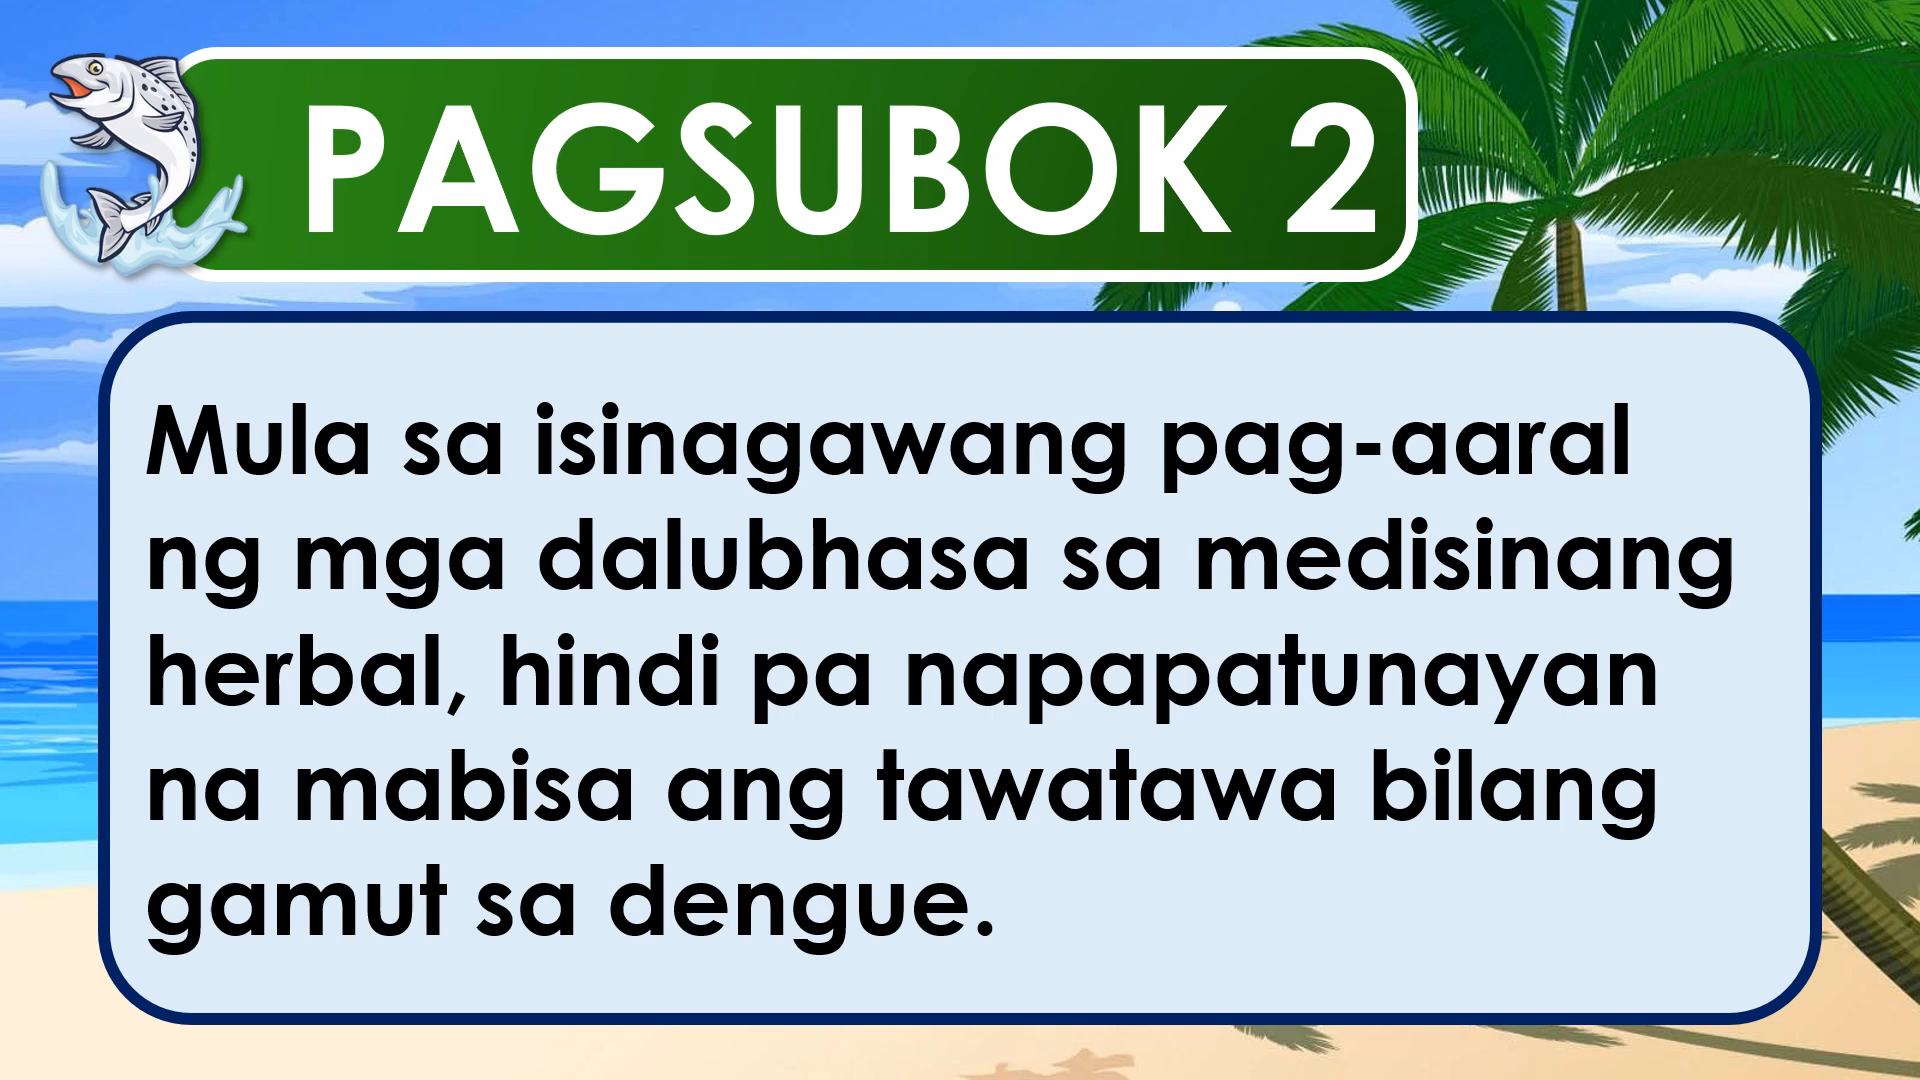 PAGSUBOK 2
Mula sa isinagawang pag-aaral
ng mga dalubhasa sa medisinang
herbal, hindi pa napapatunayan
na mabisa ang tawatawa bilang
gamut sa dengue.